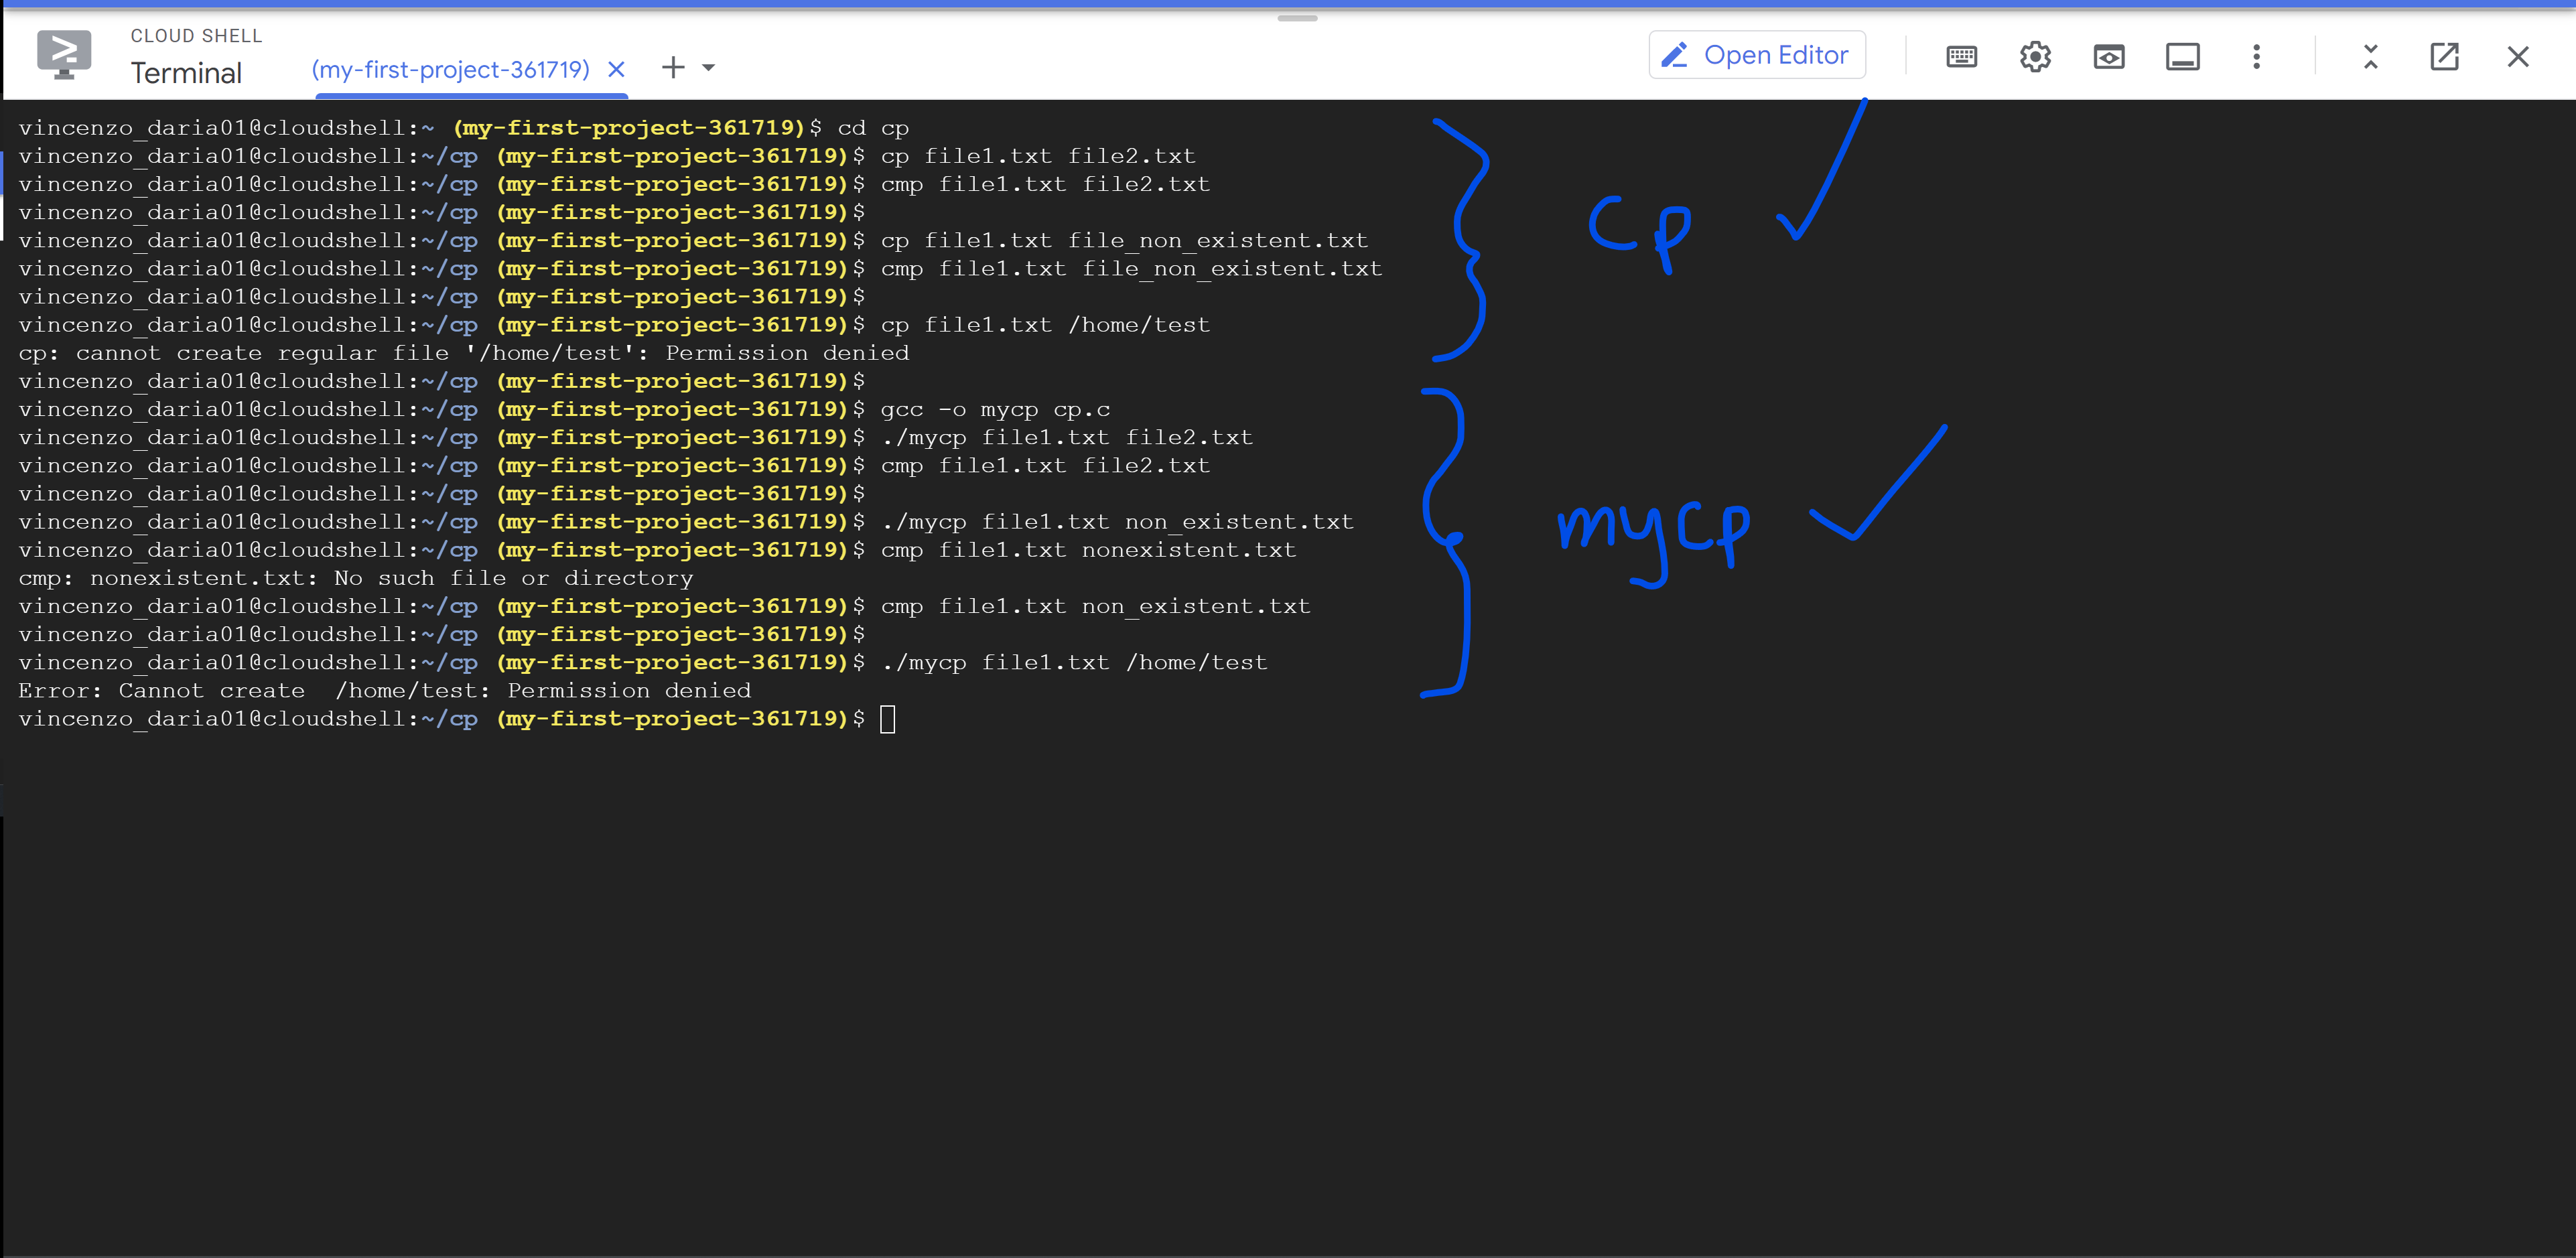 CLOUD SHELL
Terminal
(my-first-project-361719)
Open Editor
vincenzo_daria01@cloudshell:~ (my-first-project-361719)$ cd cp
vincenzo_daria01@cloudshell:~/cp (my-first-project-361719)$ cp file1.txt file2.txt
vincenzo_daria01@cloudshell:~/cp (my-first-project-361719)$ cmp file1.txt file2.txt
vincenzo_daria01@cloudshell:~/cp (my-first-project-361719)$
vincenzo_daria01@cloudshell:~/cp (my-first-project-361719)$ cp file1.txt file_non_existent.txt
vincenzo_daria01@cloudshell:~/cp (my-first-project-361719)$ cmp file1.txt file_non_existent.txt
vincenzo_daria01@cloudshell:~/cp (my-first-project-361719)$
vincenzo_daria01@cloudshell:~/cp (my-first-project-361719)$ cp file1.txt /home/test
cp: cannot create regular file '/home/test': Permission denied
vincenzo_daria01@cloudshell:~/cp (my-first-project-361719)$
vincenzo_daria01@cloudshell:~/cp (my-first-project-361719)$ gcc -o mycp cp.c
vincenzo_daria01@cloudshell:~/cp (my-first-project-361719)$ ./mycp file1.txt file2.txt
vincenzo_daria01@cloudshell:~/cp (my-first-project-361719)$ cmp file1.txt file2.txt
vincenzo_daria01@cloudshell:~/cp (my-first-project-361719)$
vincenzo_daria01@cloudshell:~/cp (my-first-project-361719)$ ./mycp file1.txt non_existent.txt
vincenzo_daria01@cloudshell:~/cp (my-first-project-361719)$ cmp file1.txt nonexistent.txt
cmp: nonexistent.txt: No such file or directory
vincenzo_daria01@cloudshell:~/cp (my-first-project-361719)$ cmp file1.txt non_existent.txt
vincenzo_daria01@cloudshell:~/cp (my-first-project-361719)$
vincenzo_daria01@cloudshell:~/cp (my-first-project-361719)$ ./mycp file1.txt /home/test
Error: Cannot create  /home/test: Permission denied
vincenzo_daria01@cloudshell:~/cp (my-first-project-361719)$
cp
mycp